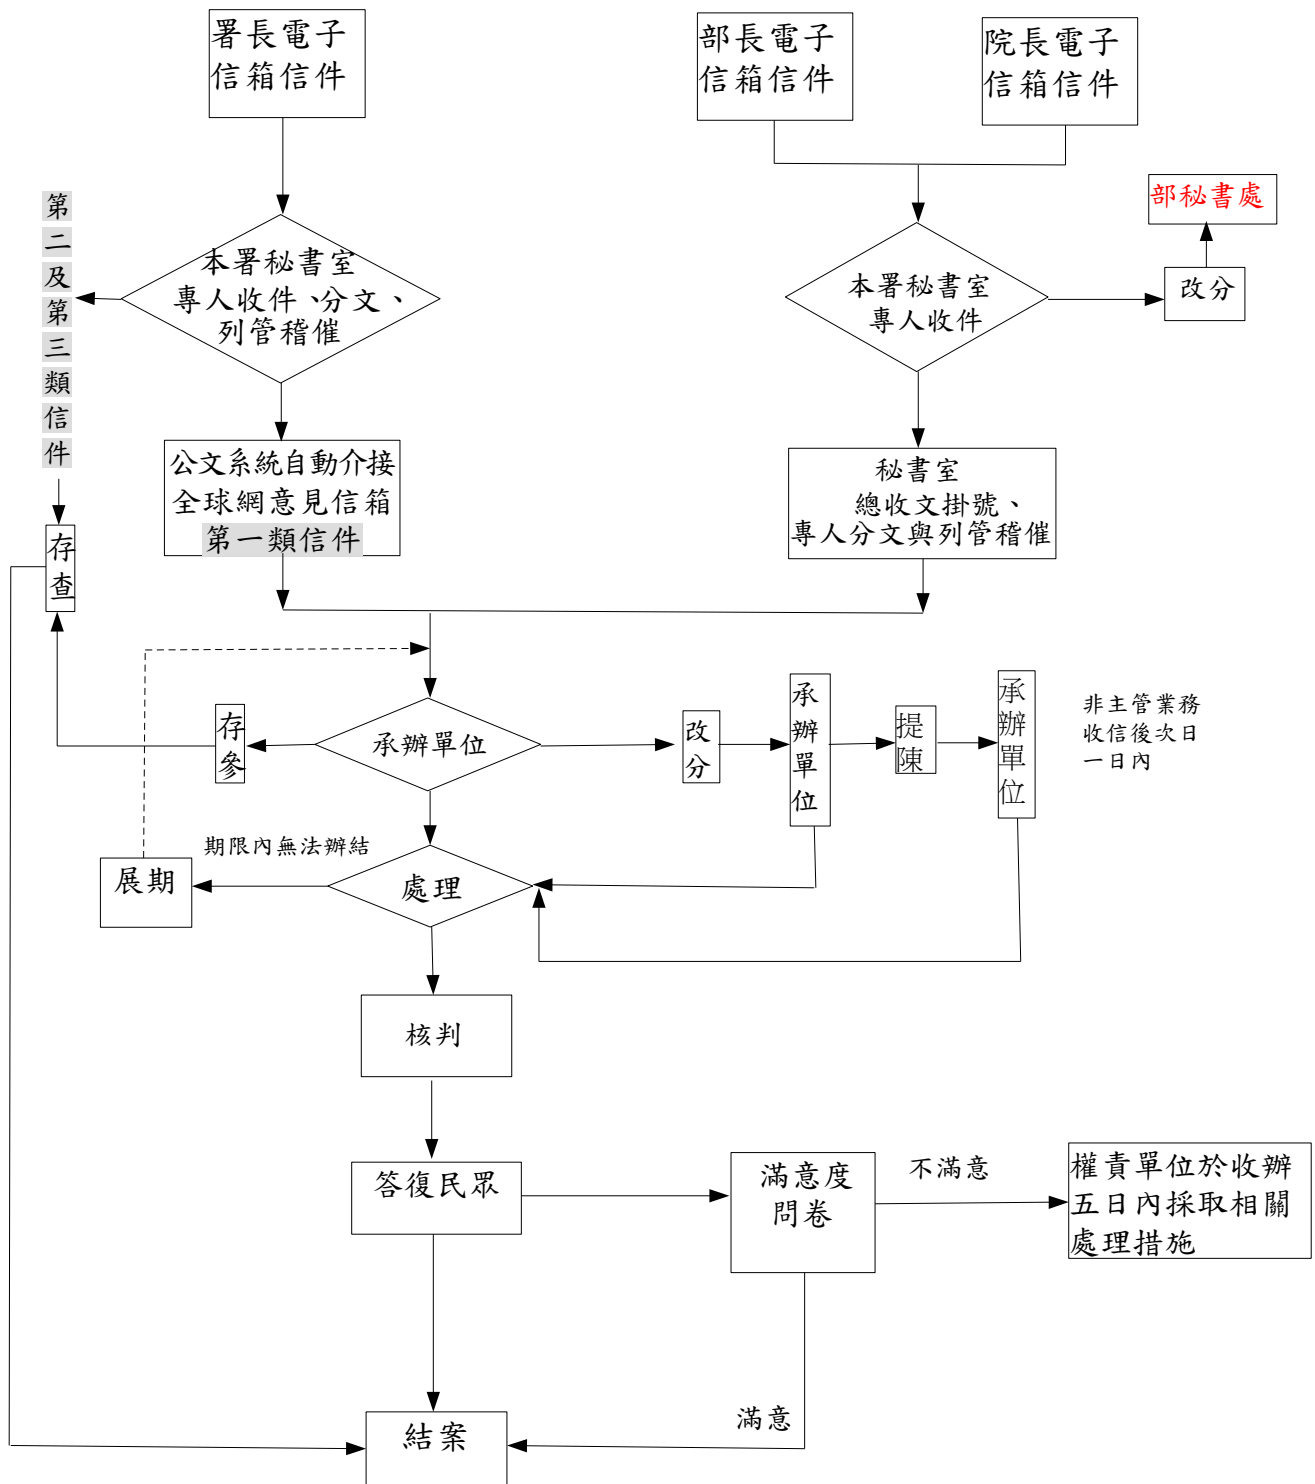 署長電子
信箱信件
部長電子
信箱信件
院長電子
信箱信件
部秘書處
改分
第二及第三類信件
本署秘書室
專人收件、分文、
列管稽催
本署秘書室
專人收件
公文系統自動介接
全球網意見信箱
第一類信件
秘書室
總收文掛號、
專人分文與列管稽催
存查
存參
承辦單位
改分
承辦單位
提陳
承辦單位
非主管業務
收信後次日
一日內
期限內無法辦結
展期
處理
核判
答復民眾
滿意度
問卷
不滿意
權責單位於收辦
五日內採取相關
處理措施
滿意
結案